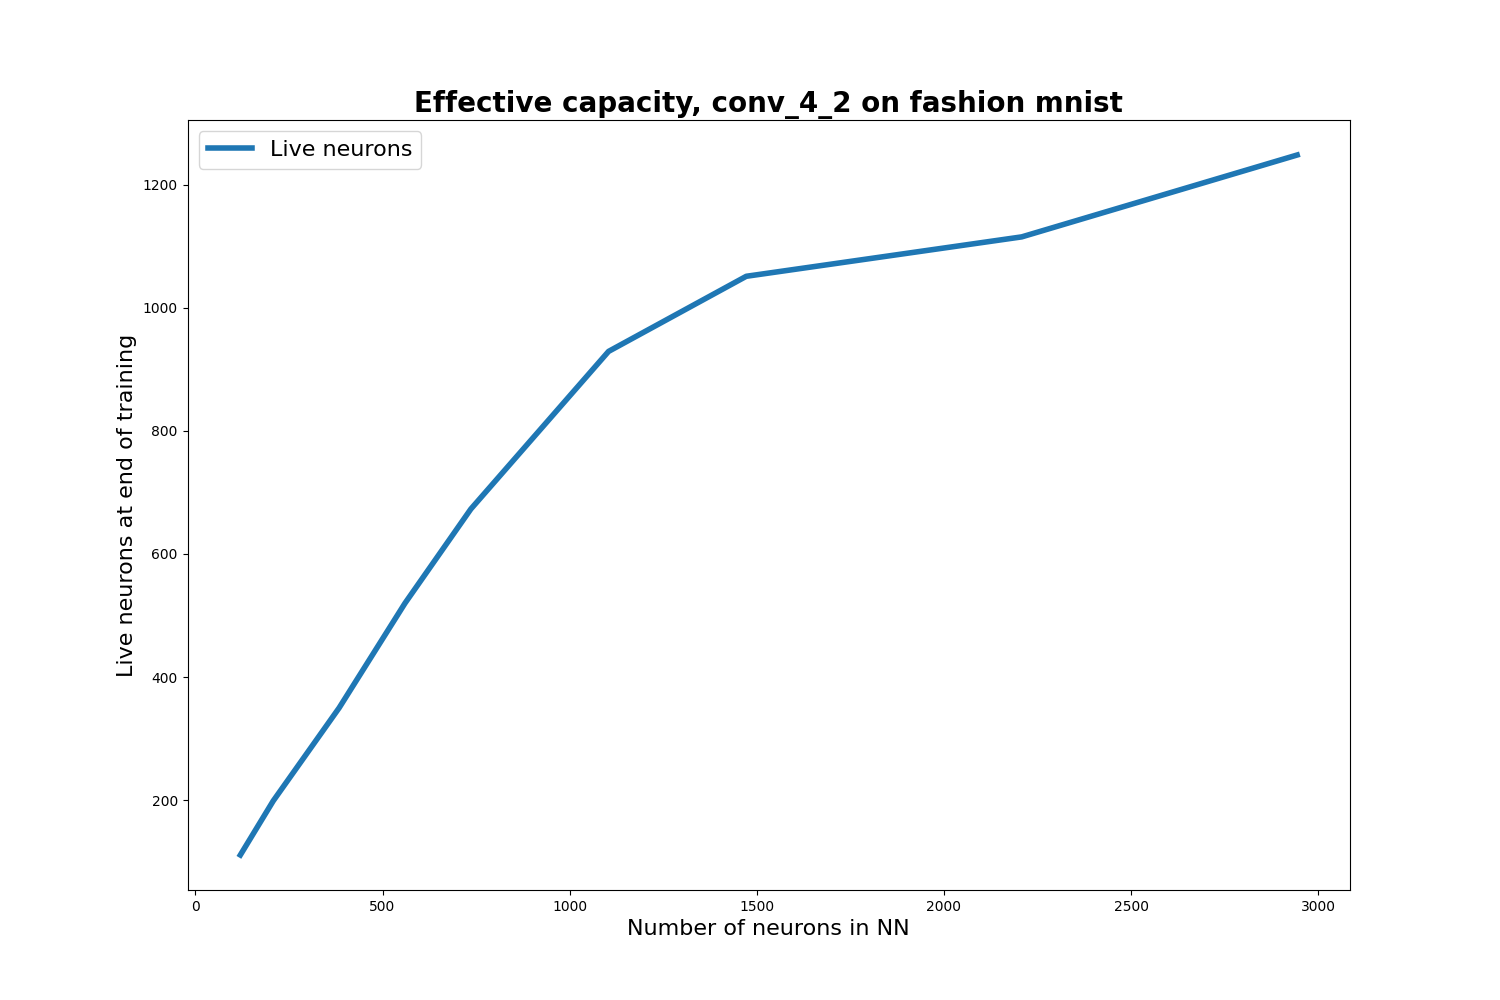 Effective capacity, conv_4_2 on fashion mnist
Live neurons
1200
1000
800
600
400
200
Live neurons at end of training
0 500 1000 1500 2000 2500 3000
Number of neurons in NN